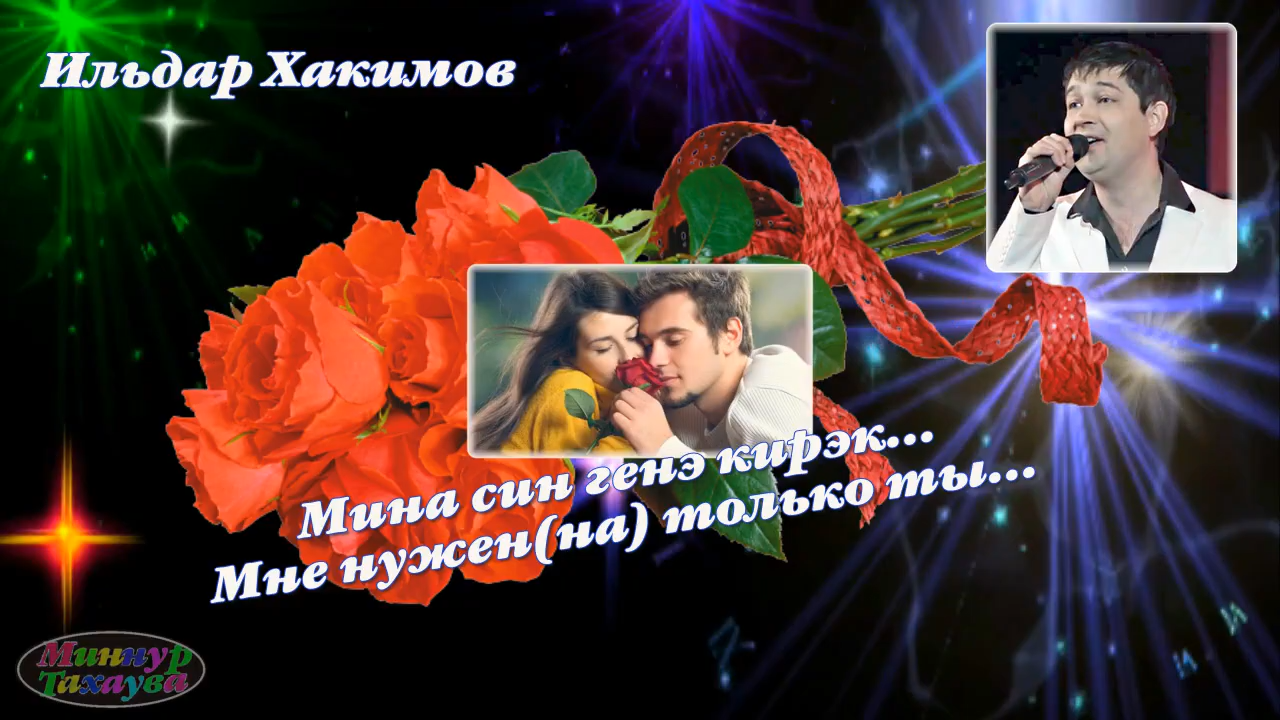 Ильдар Хакимов
Мина син генэ кирэк...
Мне нужен(на) только ты...
Миннур
Тахаува